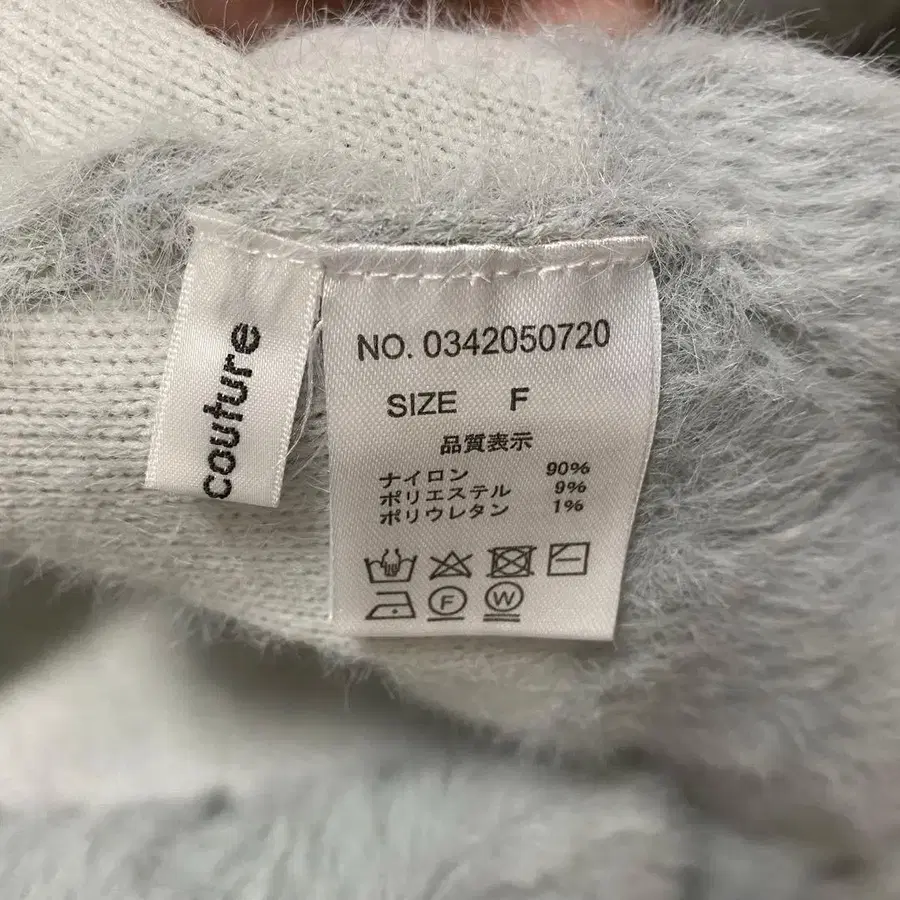 couture
NO. 0342050720
SIZE F
品質表示
ナイロン 90%
ポリエステル 9%
ポリウレタン 1%
F W